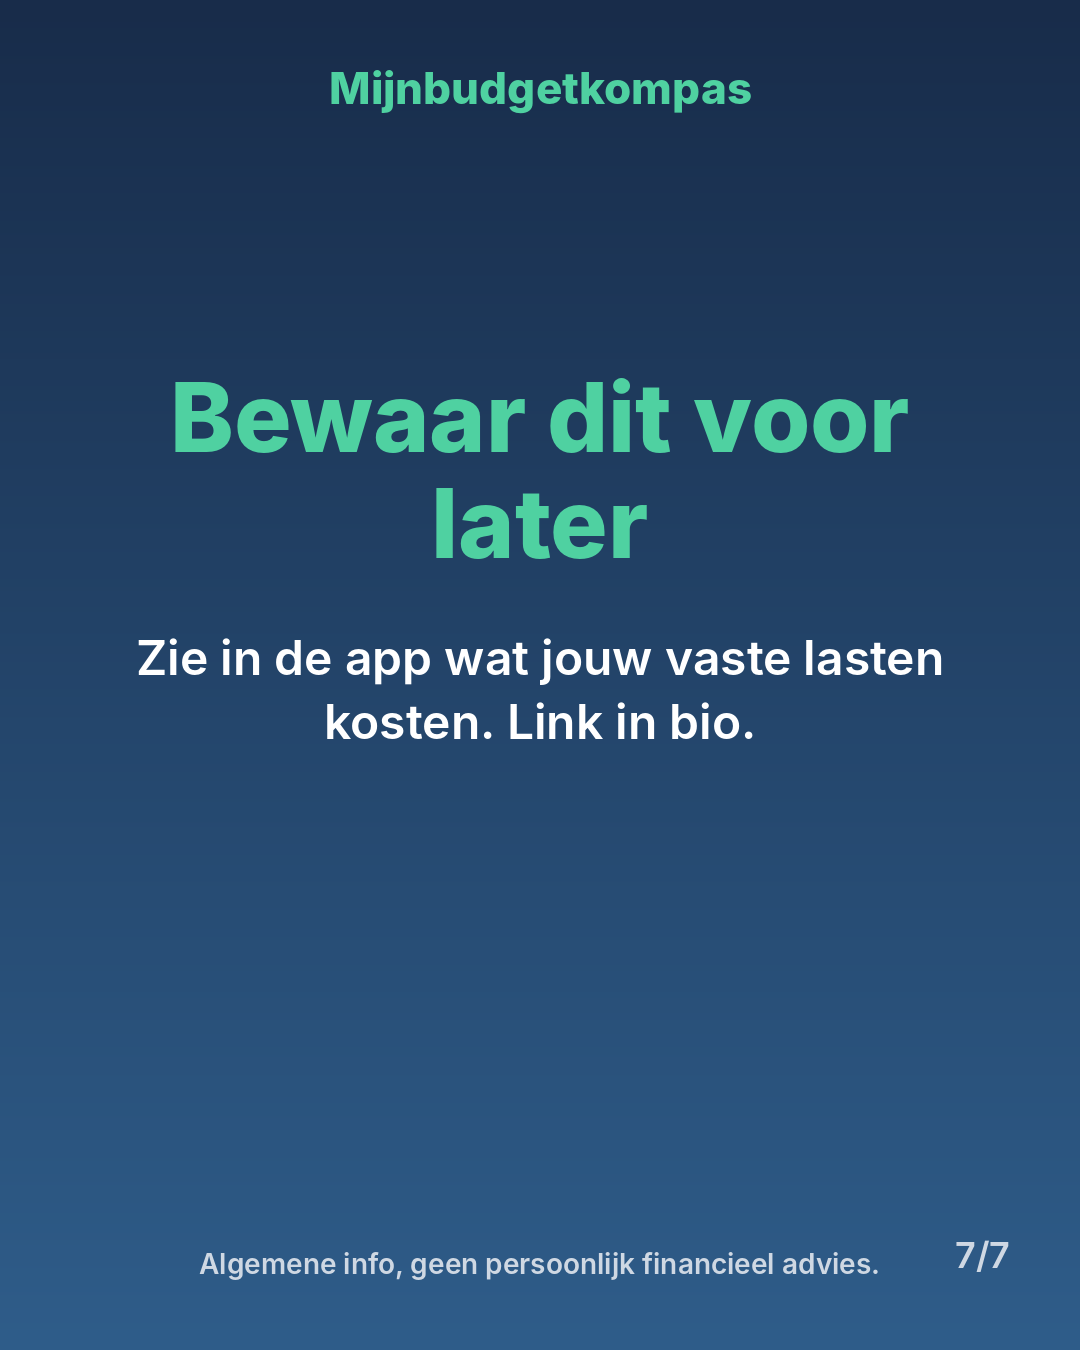 Mijnbudgetkompas
Bewaar dit voor
later
Zie in de app wat jouw vaste lasten
kosten. Link in bio.
Algemene info, geen persoonlijk financieel advies.
7/7